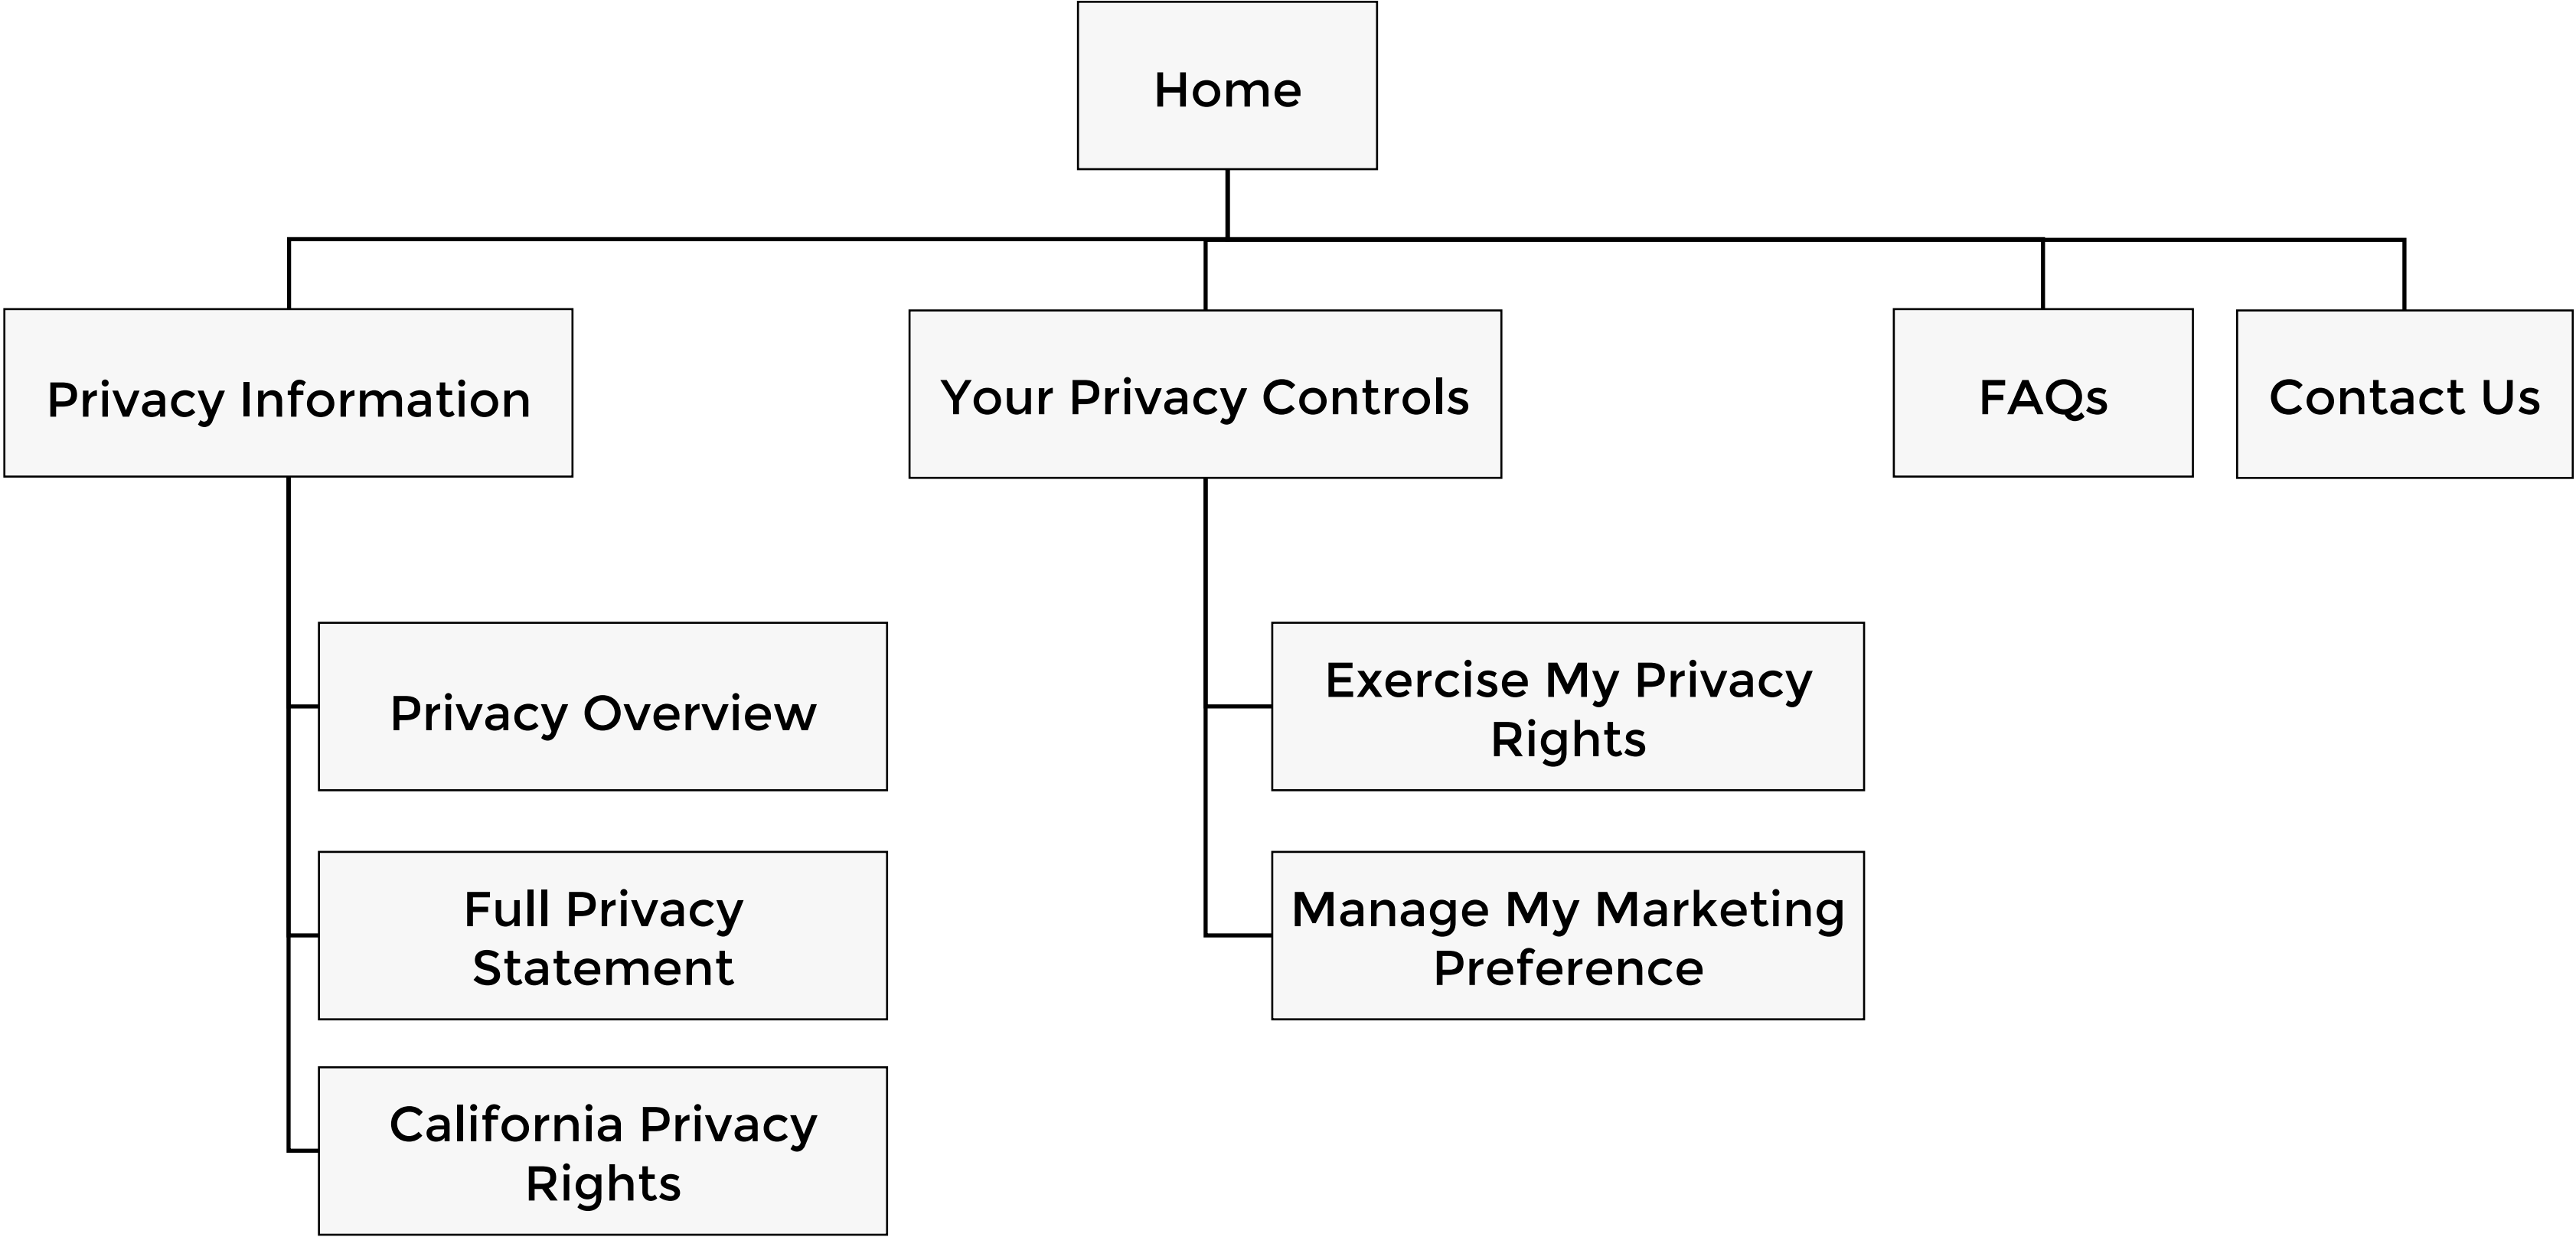 Home
Privacy Information
Your Privacy Controls
FAQs
Contact Us
Privacy Overview
Full Privacy
Statement
California Privacy
Rights
Exercise My Privacy
Rights
Manage My Marketing
Preference